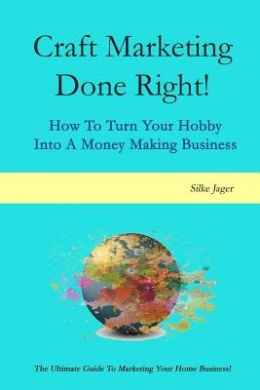 Craft Marketing
Done Right!
How To Turn Your Hobby
Into A Money Making Business
Silke Jager
The Ultimate Guide To Marketing Your Home Business!